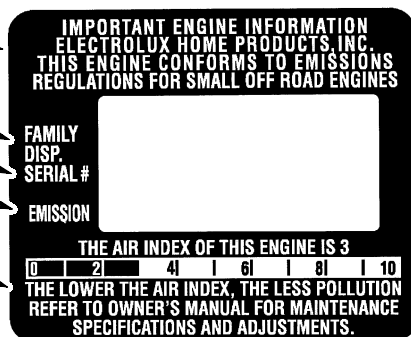 IMPORTANT ENGINE INFORMATION
ELECTROLUX HOME PRODUCTS, INC.
THIS ENGINE CONFORMS TO EMISSIONS
REGULATIONS FOR SMALL OFF ROAD ENGINES
FAMILY
DISP.
SERIAL #
EMISSION
THE AIR INDEX OF THIS ENGINE IS 3
0 2 4 6 8 10
THE LOWER THE AIR INDEX, THE LESS POLLUTION
REFER TO OWNER'S MANUAL FOR MAINTENANCE
SPECIFICATIONS AND ADJUSTMENTS.